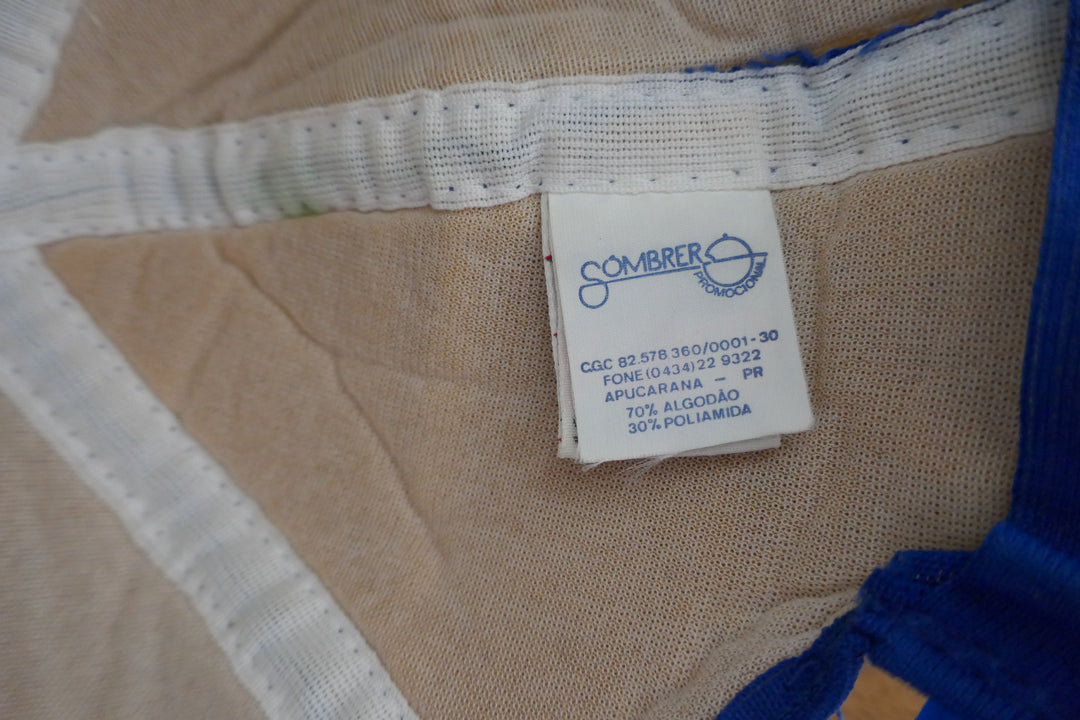 SOMBRERO
PROMOCIONAL
C.G.C 82.578.360/0001-30
FONE (0434) 22 9322
APUCARANA — PR
70% ALGODÃO
30% POLIAMIDA